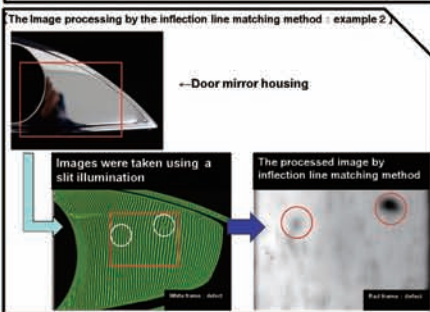 【The Image processing by the inflection line matching method : example 2 】
←Door mirror housing
Images were taken using a
slit illumination
The processed image by
inflection line matching method
White frame : defect
Red frame : defect